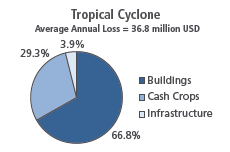 Tropical Cyclone
Average Annual Loss = 36.8 million USD
3.9%
29.3%
Buildings
Cash Crops
Infrastructure
66.8%